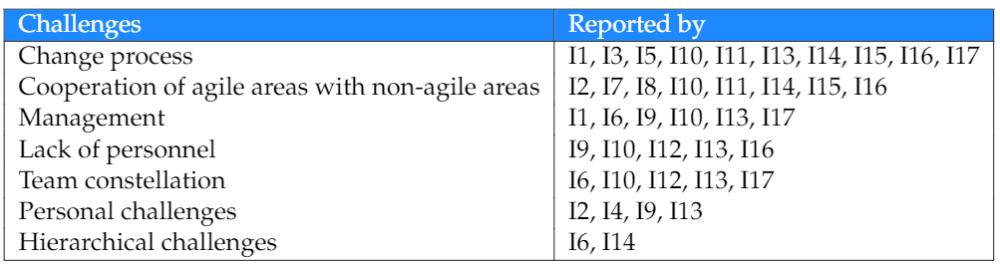 Challenges Reported by
Change process I1, I3, I5, I10, I11, I13, I14, I15, I16, I17
Cooperation of agile areas with non-agile areas I2, I7, I8, I10, I11, I14, I15, I16
Management I1, I6, I9, I10, I13, I17
Lack of personnel I9, I10, I12, I13, I16
Team constellation I6, I10, I12, I13, I17
Personal challenges I2, I4, I9, I13
Hierarchical challenges I6, I14